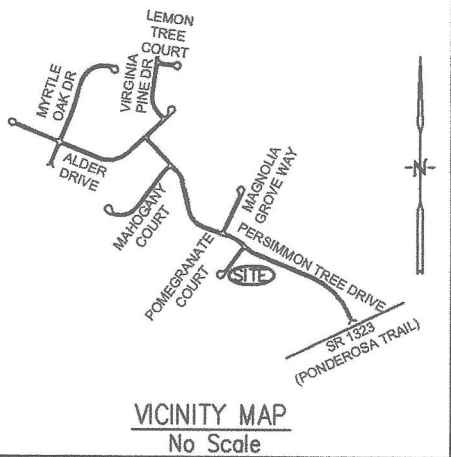 LEMON
TREE
COURT
MYRTLE
OAK DR
VIRGINIA
PINE DR
ALDER
DRIVE
MAHOGANY
COURT
MAGNOLIA
GROVE WAY
-N-
POMEGRANATE
COURT
PERSIMMON TREE DRIVE
SITE
SR 1323
(PONDEROSA TRAIL)
VICINITY MAP
No Scale